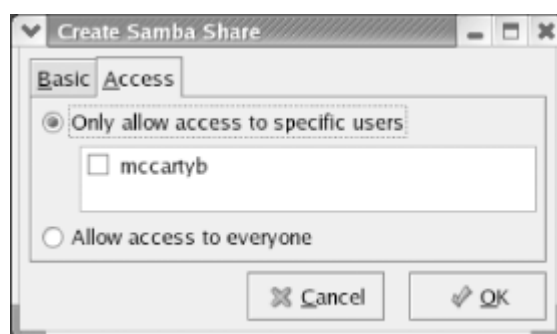 Create Samba Share
Basic Access
Only allow access to specific users
mccartyb
Allow access to everyone
Cancel OK